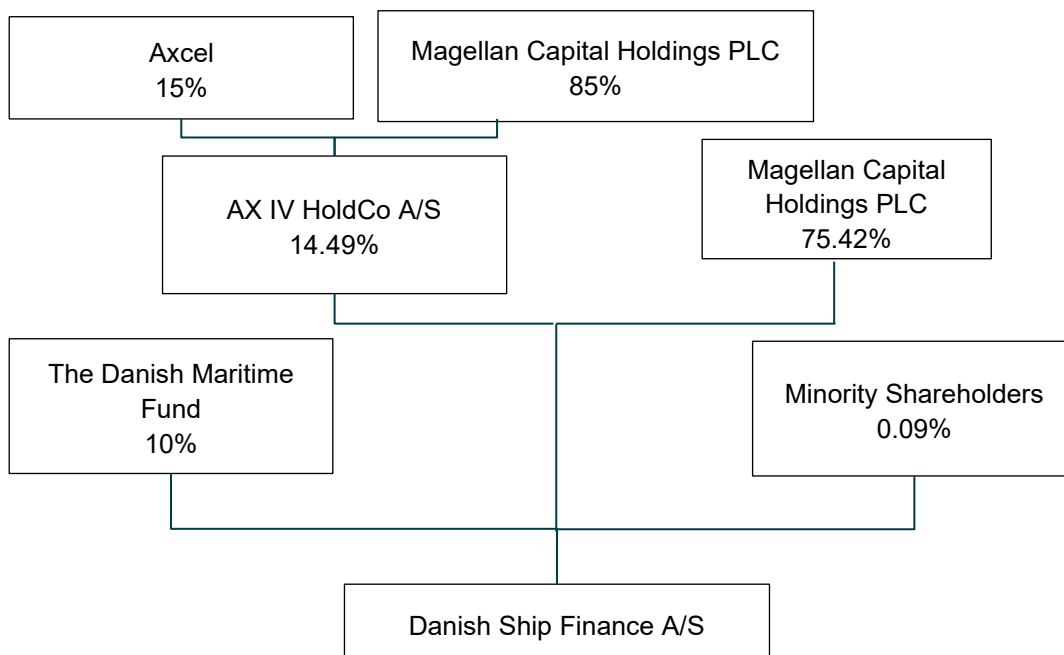 Axcel
15%
Magellan Capital Holdings PLC
85%
AX IV HoldCo A/S
14.49%
Magellan Capital
Holdings PLC
75.42%
The Danish Maritime
Fund
10%
Minority Shareholders
0.09%
Danish Ship Finance A/S